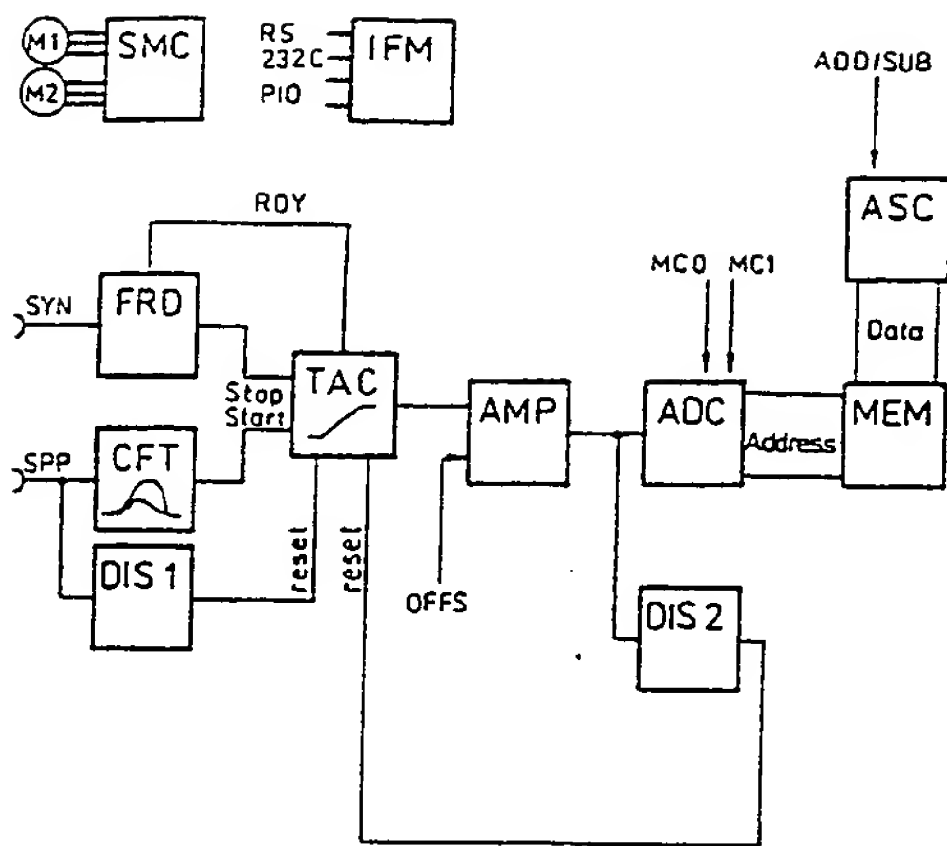 M1
SMC
M2
RS
232C
PIO
IFM
ADD/SUB
ASC
RDY
MC0 MC1
SYN
FRD
Data
Stop
Start
TAC
AMP
ADC
Address
MEM
SPP
CFT
reset
reset
DIS 1
OFFS
DIS 2